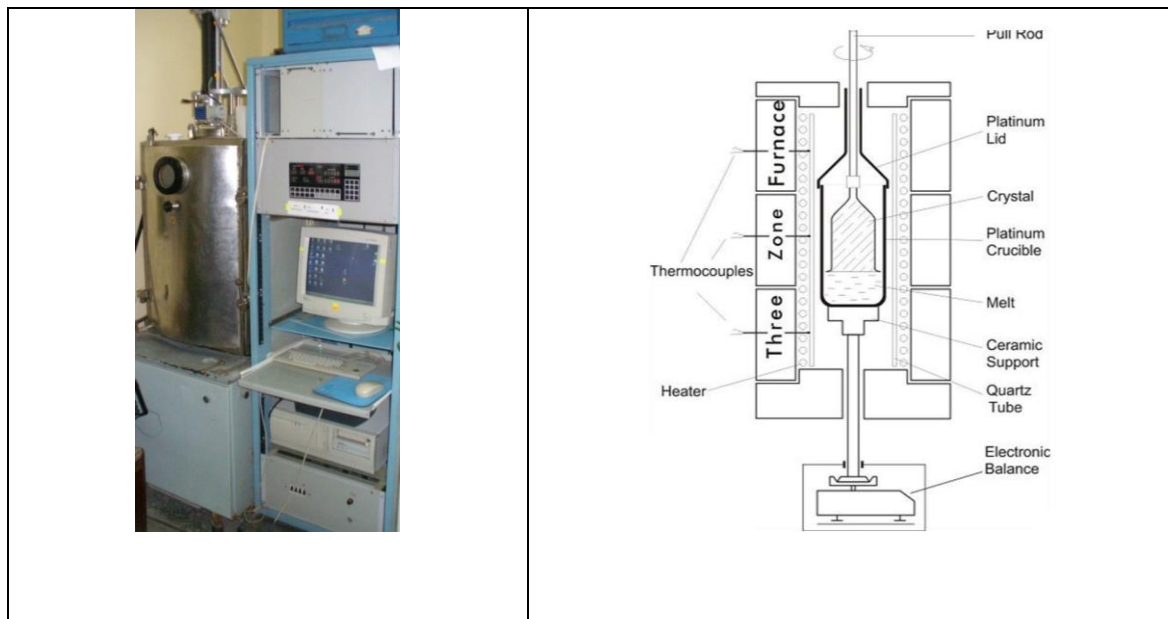 Pull Rod
Platinum
Lid
Crystal
Platinum
Crucible
Melt
Ceramic
Support
Quartz
Tube
Electronic
Balance
Three Zone Furnace
Thermocouples
Heater